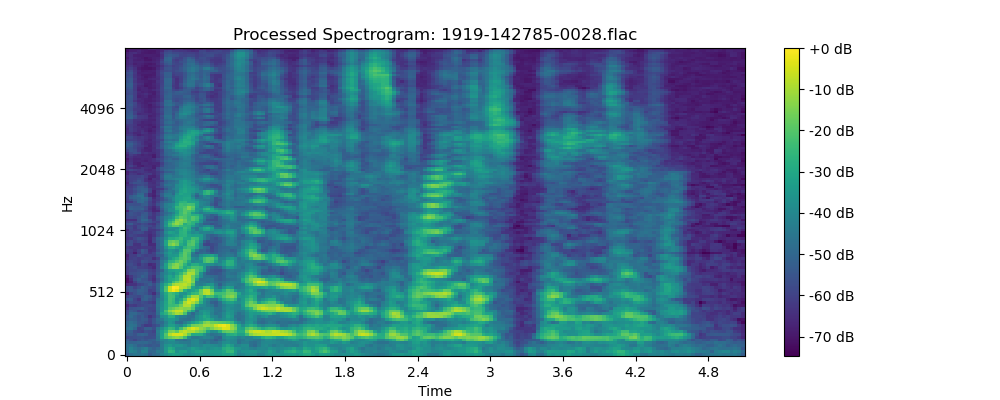 Processed Spectrogram: 1919-142785-0028.flac
+0 dB
-10 dB
-20 dB
-30 dB
-40 dB
-50 dB
-60 dB
-70 dB
4096
2048
1024
512
0
Hz
0 0.6 1.2 1.8 2.4 3 3.6 4.2 4.8
Time